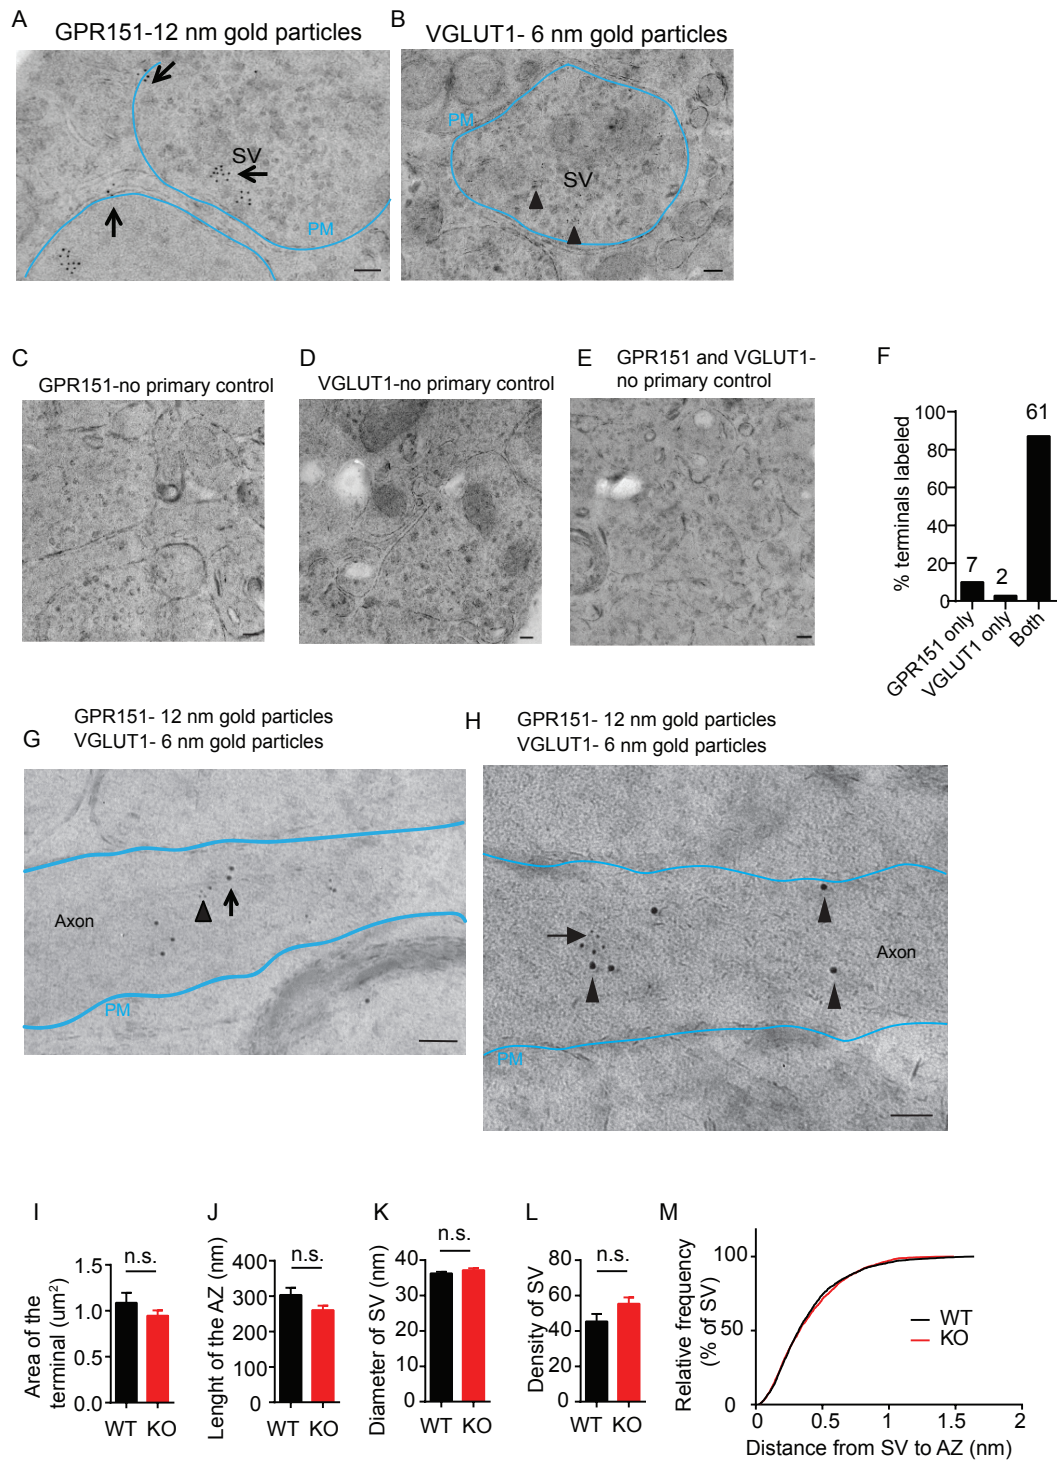 A
GPR151-12 nm gold particles
SV
PM
B
VGLUT1- 6 nm gold particles
PM
SV
C
GPR151-no primary control
D
VGLUT1-no primary control
E
GPR151 and VGLUT1-
no primary control
F
% terminals labeled
100
80
60
40
20
0
7
2
61
GPR151 only
VGLUT1 only
Both
G
GPR151- 12 nm gold particles
VGLUT1- 6 nm gold particles
Axon
PM
H
GPR151- 12 nm gold particles
VGLUT1- 6 nm gold particles
Axon
PM
I
n.s.
Area of the
terminal (um²)
1.5
1.0
0.5
0.0
WT KO
J
n.s.
Lenght of the AZ (nm)
400
300
200
100
0
WT KO
K
n.s.
Diameter of SV (nm)
40
30
20
10
0
WT KO
L
n.s.
Density of SV
80
60
40
20
0
WT KO
M
Relative frequency
(% of SV)
100
50
0
WT
KO
0 0.5 1 1.5 2
Distance from SV to AZ (nm)